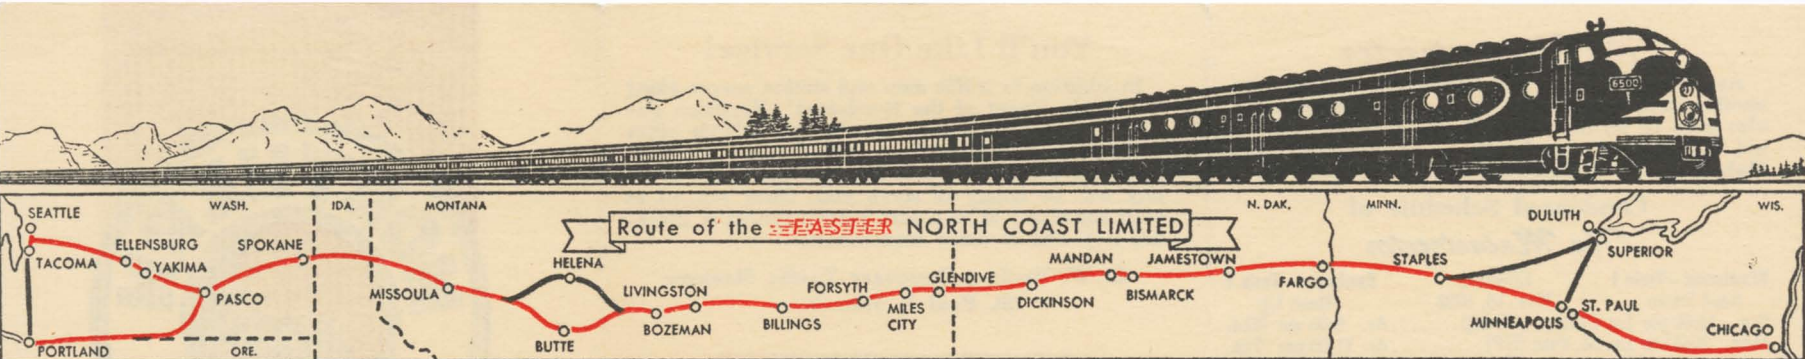 6500
WASH.
IDA.
MONTANA
N. DAK.
MINN.
WIS.
Route of the FASTER NORTH COAST LIMITED
SEATTLE
TACOMA
ELLENSBURG
YAKIMA
SPOKANE
PASCO
PORTLAND
ORE.
MISSOULA
HELENA
BUTTE
LIVINGSTON
BOZEMAN
BILLINGS
FORSYTH
MILES
CITY
GLENDIVE
DICKINSON
MANDAN
BISMARCK
JAMESTOWN
FARGO
STAPLES
DULUTH
SUPERIOR
ST. PAUL
MINNEAPOLIS
CHICAGO